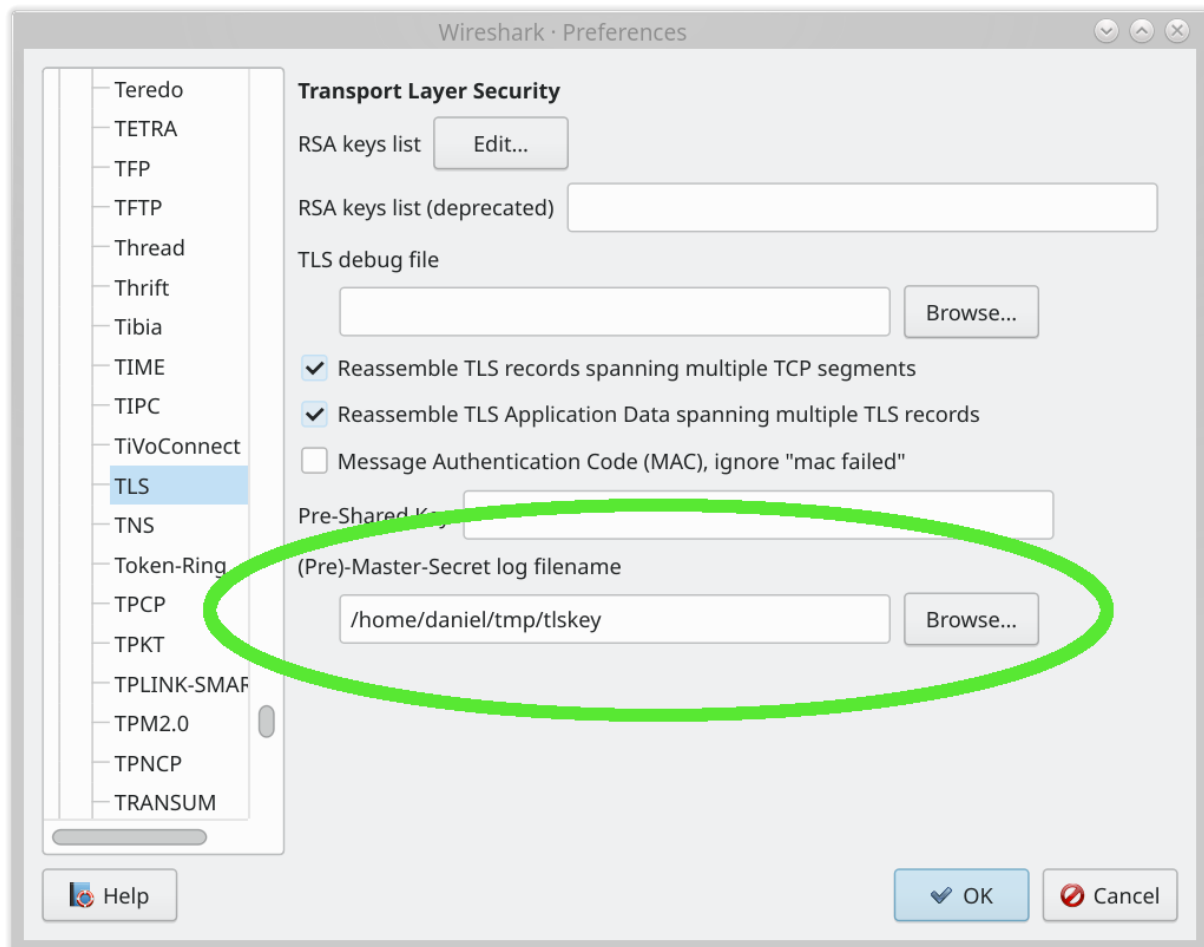 Wireshark · Preferences
Teredo
TETRA
TFP
TFTP
Thread
Thrift
Tibia
TIME
TIPC
TiVoConnect
TLS
TNS
Token-Ring
TPCP
TPKT
TPLINK-SMAR
TPM2.0
TPNCP
TRANSUM
Transport Layer Security
RSA keys list Edit...
RSA keys list (deprecated)
TLS debug file
Browse...
Reassemble TLS records spanning multiple TCP segments
Reassemble TLS Application Data spanning multiple TLS records
Message Authentication Code (MAC), ignore "mac failed"
Pre-Shared Key
(Pre)-Master-Secret log filename
/home/daniel/tmp/tlskey Browse...
Help OK Cancel